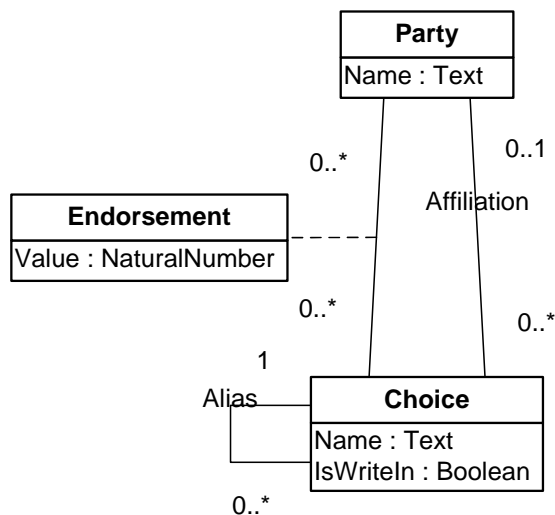 Party
Name : Text
0..*
0..1
Affiliation
Endorsement
Value : NaturalNumber
0..*
0..*
1
Alias
Choice
Name : Text
IsWriteIn : Boolean
0..*